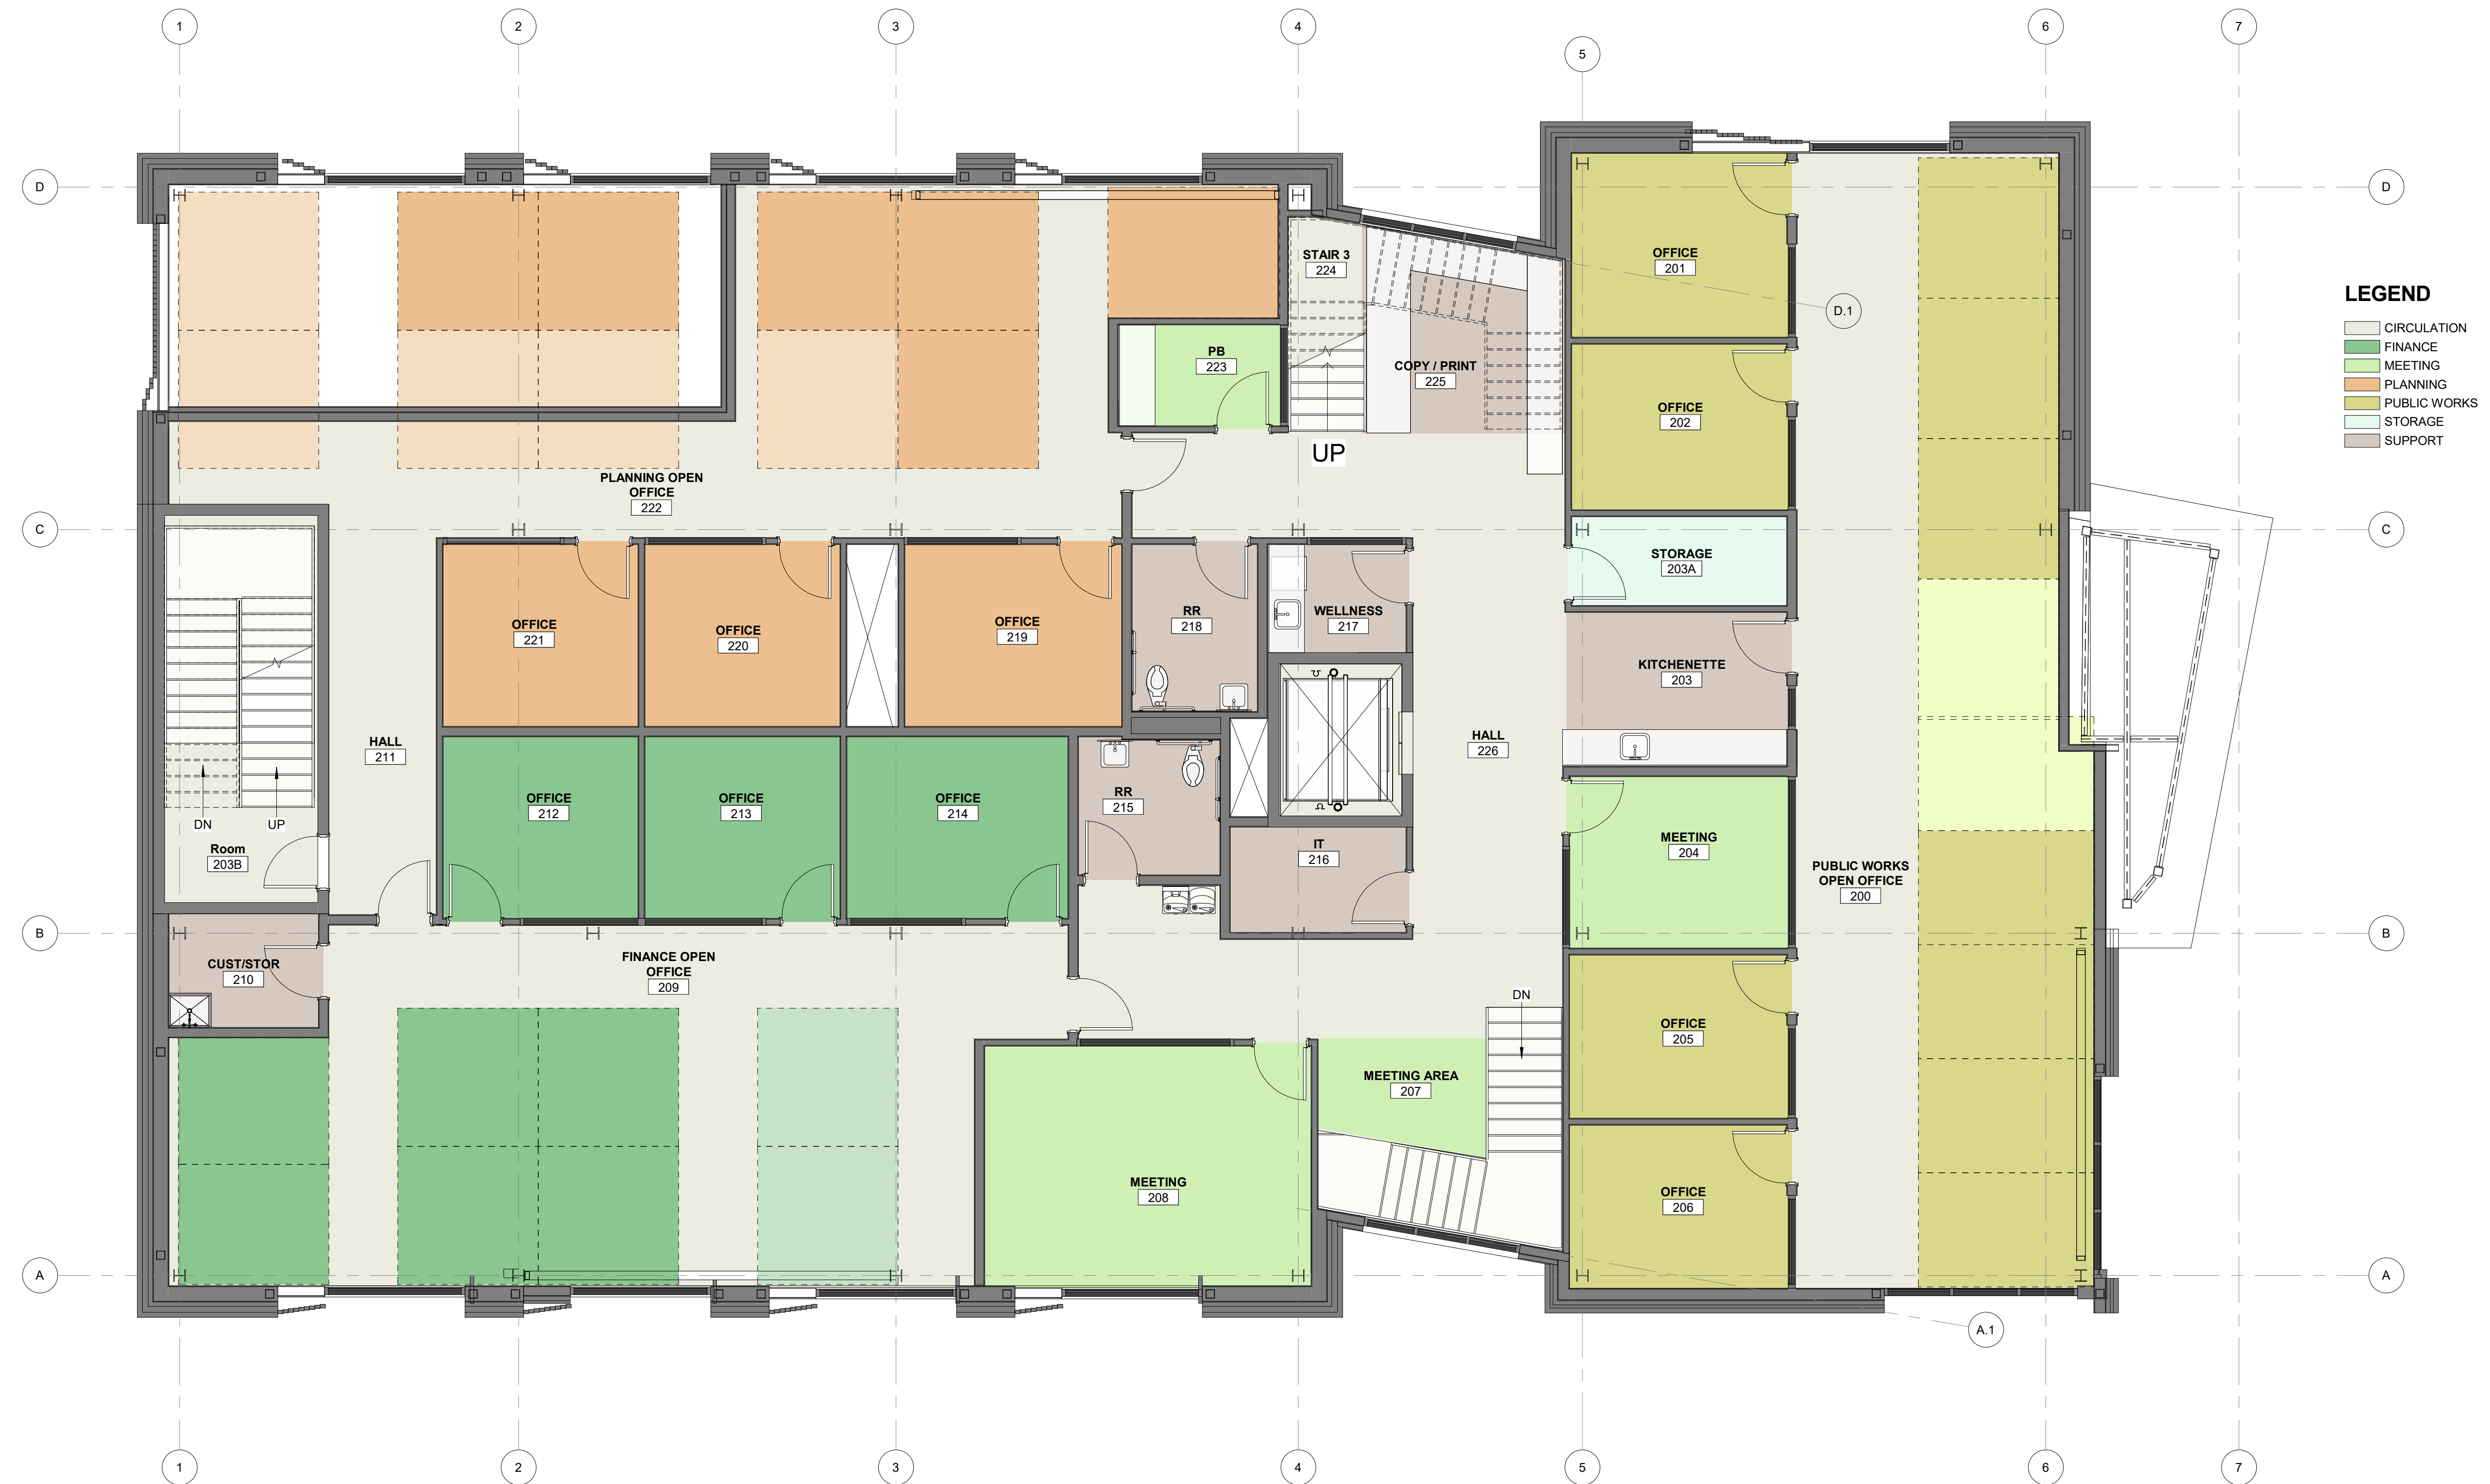 1
2
3
4
5
6
7
D
D
STAIR 3
224
OFFICE
201
D.1
LEGEND
CIRCULATION
FINANCE
MEETING
PLANNING
PUBLIC WORKS
STORAGE
SUPPORT
PB
223
COPY / PRINT
225
OFFICE
202
UP
PLANNING OPEN
OFFICE
222
C
C
STORAGE
203A
OFFICE
221
OFFICE
220
OFFICE
219
RR
218
WELLNESS
217
KITCHENETTE
203
HALL
211
HALL
226
OFFICE
212
OFFICE
213
OFFICE
214
RR
215
DN
UP
Room
203B
IT
216
MEETING
204
PUBLIC WORKS
OPEN OFFICE
200
B
B
CUST/STOR
210
FINANCE OPEN
OFFICE
209
DN
OFFICE
205
MEETING AREA
207
MEETING
208
OFFICE
206
A
A
A.1
1
2
3
4
5
6
7